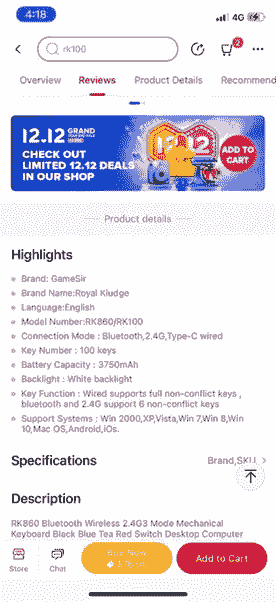 4:18
4G
rk100
2
Overview Reviews Product Details Recommend
12.12 GRAND
CHECK OUT
LIMITED 12.12 DEALS
IN OUR SHOP
12.12
ADD TO
CART
Product details
Highlights
Brand: GameSir
Brand Name:Royal Kludge
Language:English
Model Number:RK860/RK100
Connection Mode : Bluetooth,2.4G,Type-C wired
Key Number : 100 keys
Battery Capacity : 3750mAh
Backlight : White backlight
Key Function : Wired supports full non-conflict keys ,
bluetooth and 2.4G support 6 non-conflict keys
Support Systems : Win 2000,XP,Vista,Win 7,Win 8,Win
10,Mac OS,Android,iOs.
Specifications Brand,SKU
Description
RK860 Bluetooth Wireless 2.4G3 Mode Mechanical
Keyboard Black Blue Tea Red Switch Desktop Computer
Store Chat Buy Now Add to Cart